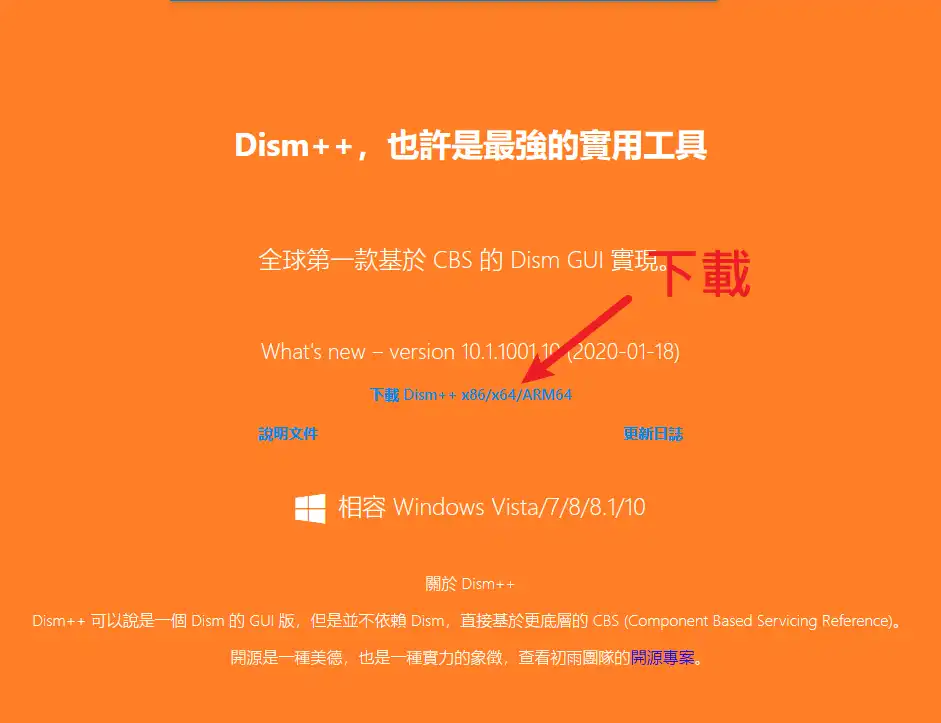 Dism++，也許是最強的實用工具
全球第一款基於 CBS 的 Dism GUI 實現。
下載
What's new – version 10.1.1001.10 (2020-01-18)
下載 Dism++ x86/x64/ARM64
說明文件
更新日誌
相容 Windows Vista/7/8/8.1/10
關於 Dism++
Dism++ 可以說是一個 Dism 的 GUI 版，但是並不依賴 Dism，直接基於更底層的 CBS (Component Based Servicing Reference)。
開源是一種美德，也是一種實力的象徵，查看初雨團隊的開源專案。